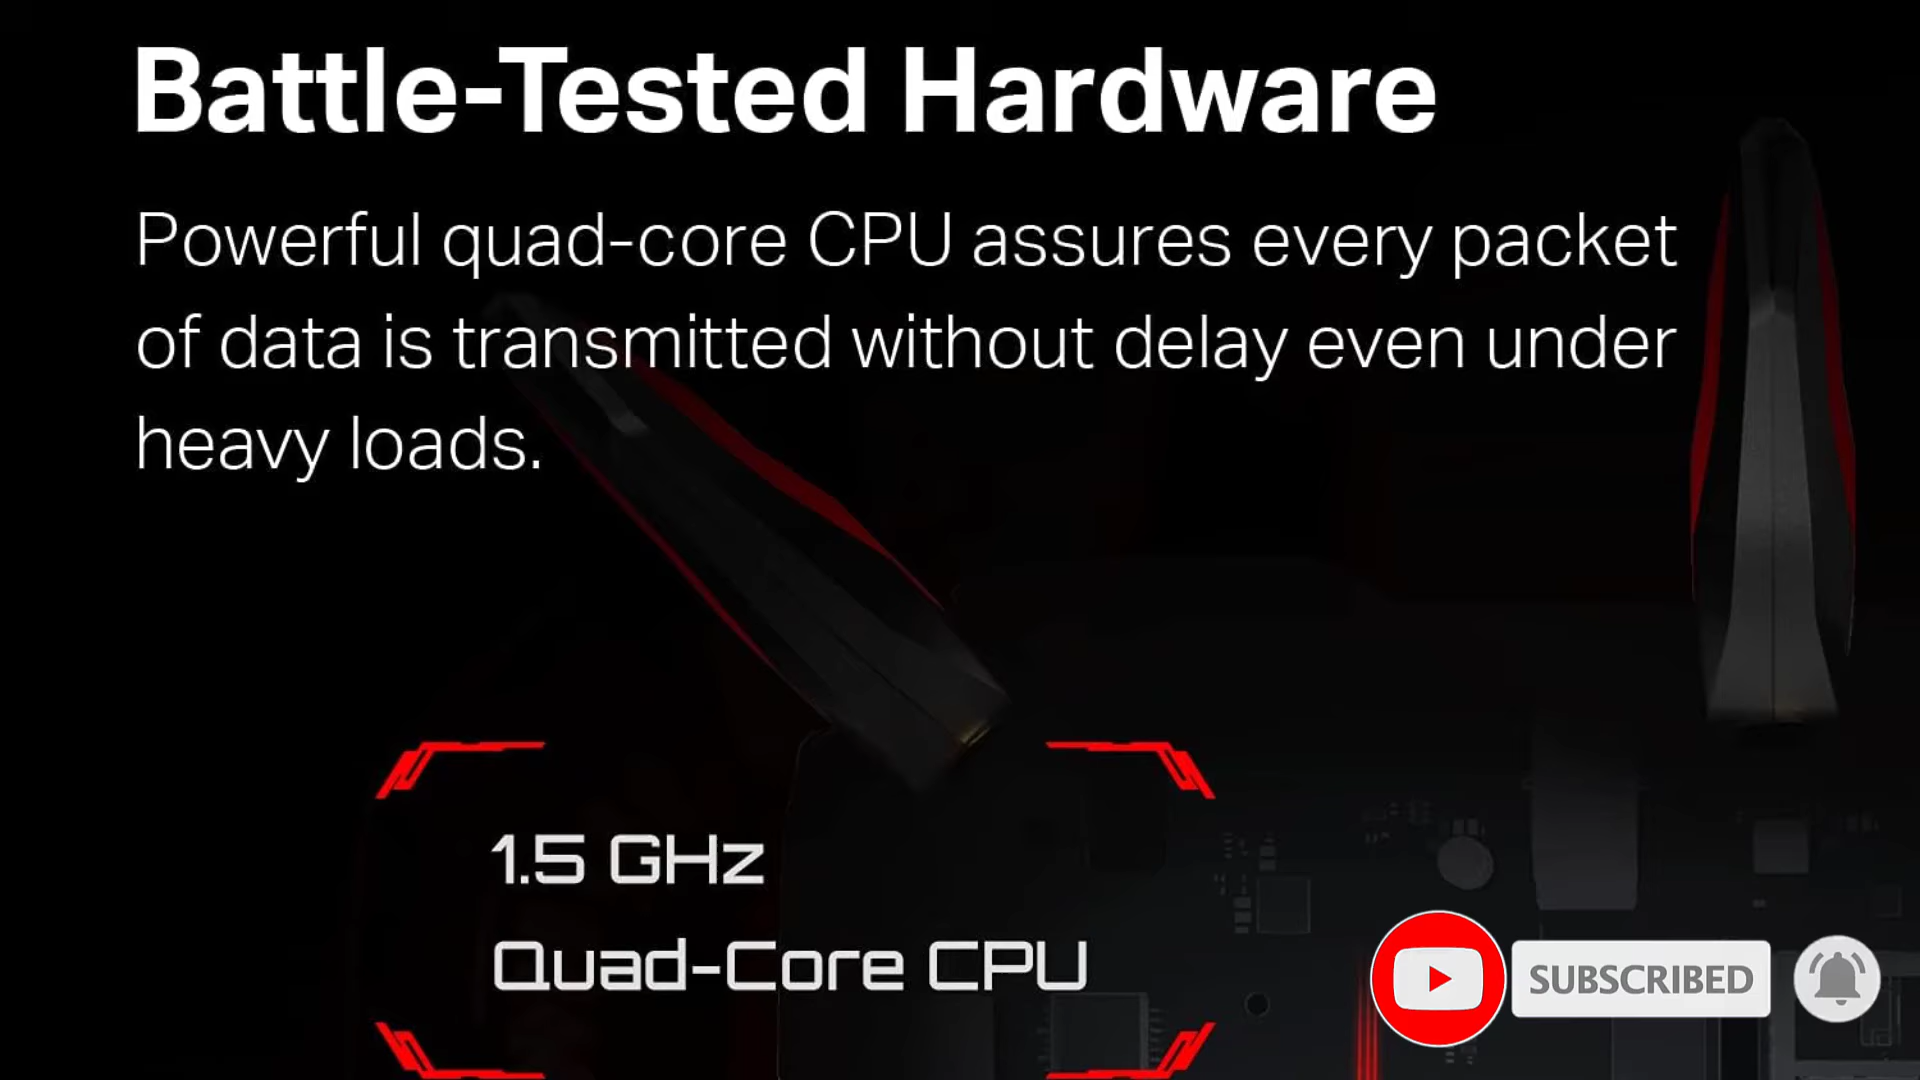 Battle-Tested Hardware
Powerful quad-core CPU assures every packet
of data is transmitted without delay even under
heavy loads.
1.5 GHz
Quad-Core CPU
SUBSCRIBED